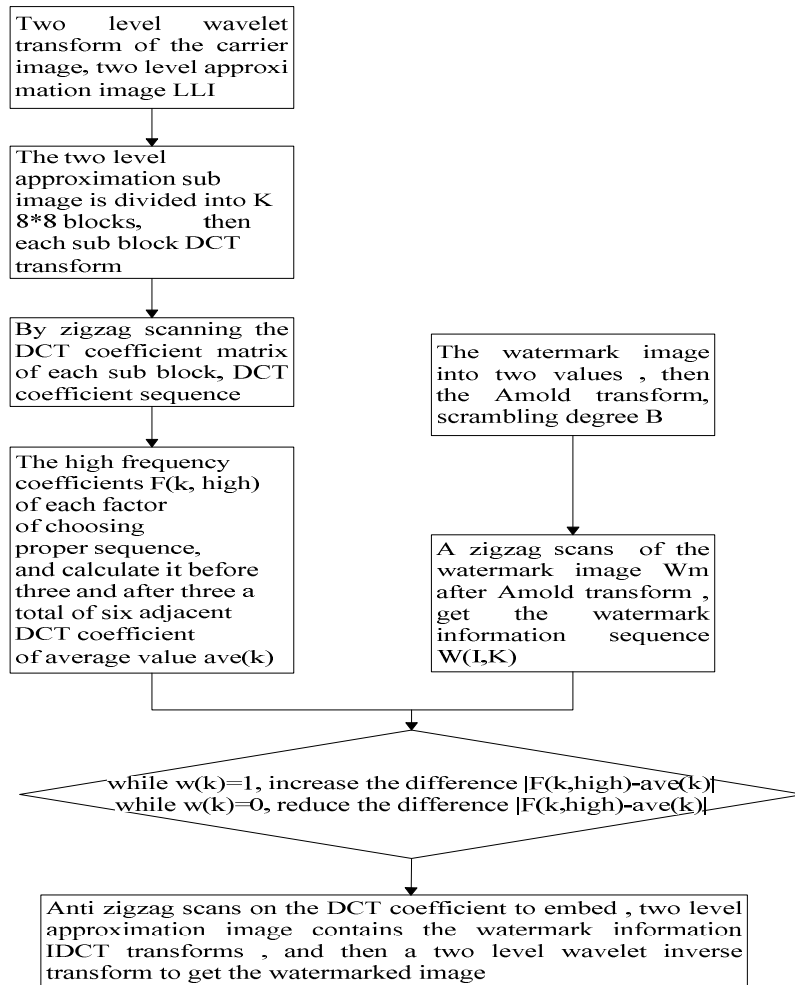 Two level wavelet
transform of the carrier
image, two level approxi
mation image LLI
The two level
approximation sub
image is divided into K
8*8 blocks, then
each sub block DCT
transform
By zigzag scanning the
DCT coefficient matrix
of each sub block, DCT
coefficient sequence
The high frequency
coefficients F(k, high)
of each factor
of choosing
proper sequence,
and calculate it before
three and after three a
total of six adjacent
DCT coefficient
of average value ave(k)
The watermark image
into two values , then
the Amold transform,
scrambling degree B
A zigzag scans of the
watermark image Wm
after Amold transform ,
get the watermark
information sequence
W(I,K)
while w(k)=1, increase the difference |F(k,high)-ave(k)|
while w(k)=0, reduce the difference |F(k,high)-ave(k)|
Anti zigzag scans on the DCT coefficient to embed , two level
approximation image contains the watermark information
IDCT transforms , and then a two level wavelet inverse
transform to get the watermarked image